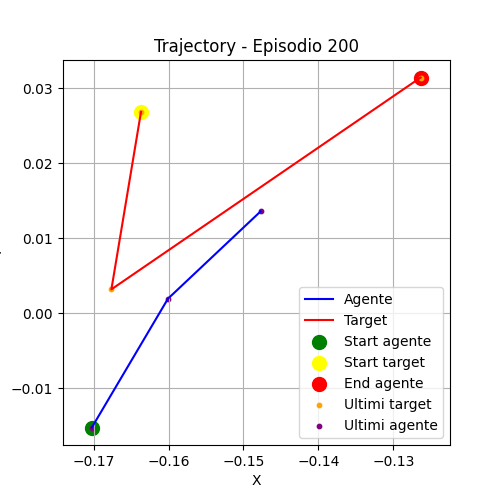 Trajectory - Episodio 200
0.03
0.02
0.01
0.00
−0.01
−0.17
−0.16
−0.15
−0.14
−0.13
X
Agente
Target
Start agente
Start target
End agente
Ultimi target
Ultimi agente